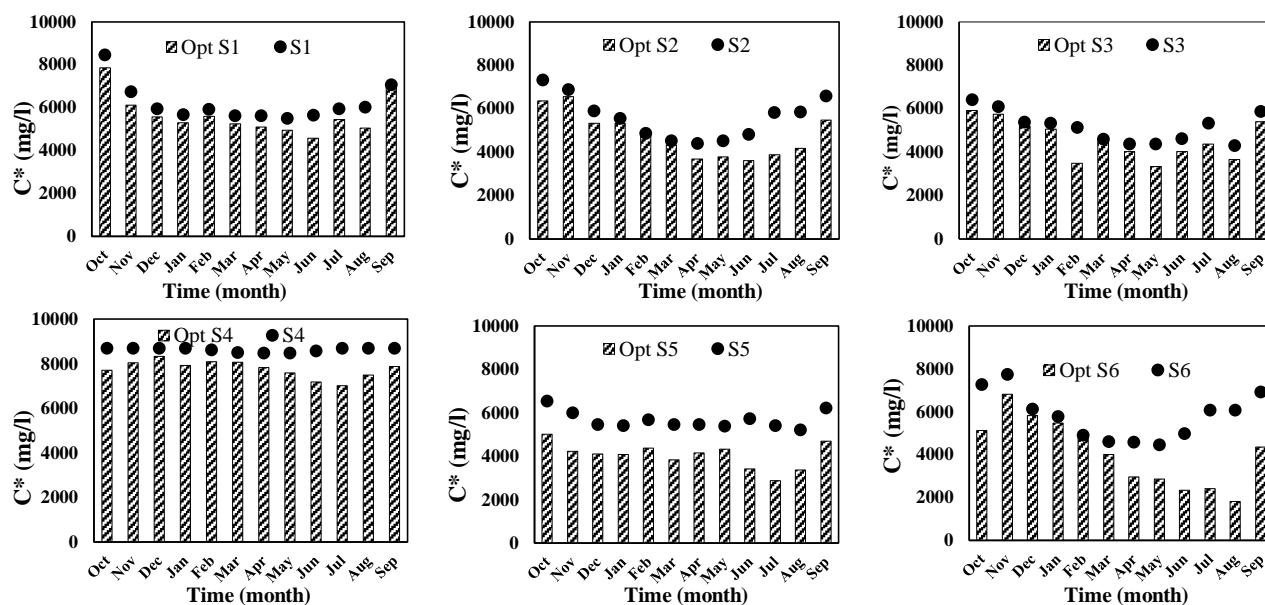 Opt S1 S1
C* (mg/l)
10000
8000
6000
4000
2000
0
Oct Nov Dec Jan Feb Mar Apr May Jun Jul Aug Sep
Time (month)
Opt S2 S2
C* (mg/l)
10000
8000
6000
4000
2000
0
Oct Nov Dec Jan Feb Mar Apr May Jun Jul Aug Sep
Time (month)
Opt S3 S3
C* (mg/l)
10000
8000
6000
4000
2000
0
Oct Nov Dec Jan Feb Mar Apr May Jun Jul Aug Sep
Time (month)
Opt S4 S4
C* (mg/l)
10000
8000
6000
4000
2000
0
Oct Nov Dec Jan Feb Mar Apr May Jun Jul Aug Sep
Time (month)
Opt S5 S5
C* (mg/l)
10000
8000
6000
4000
2000
0
Oct Nov Dec Jan Feb Mar Apr May Jun Jul Aug Sep
Time (month)
Opt S6 S6
C* (mg/l)
10000
8000
6000
4000
2000
0
Oct Nov Dec Jan Feb Mar Apr May Jun Jul Aug Sep
Time (month)